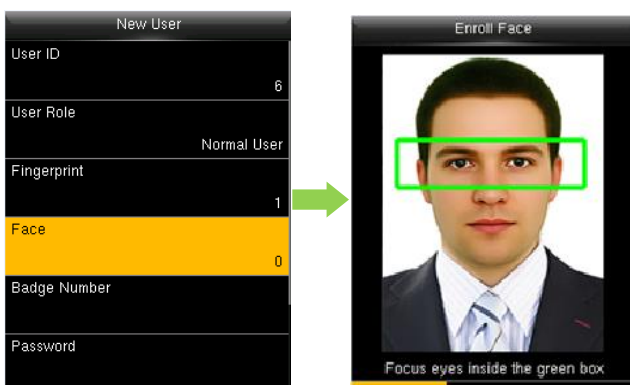 New User
User ID
6
User Role
Normal User
Fingerprint
1
Face
0
Badge Number
Password
Enroll Face
Focus eyes inside the green box